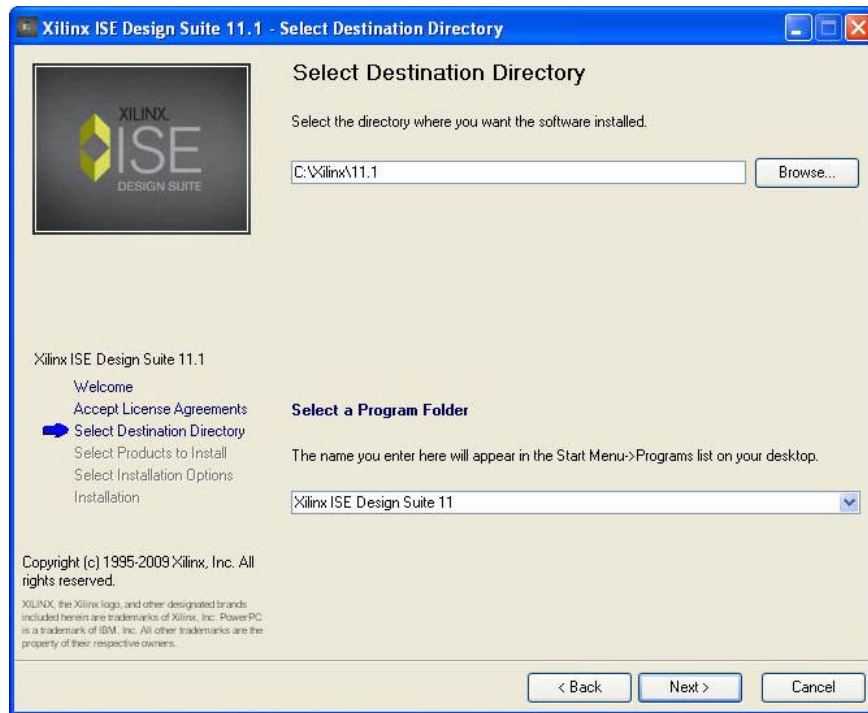 Xilinx ISE Design Suite 11.1 - Select Destination Directory
XILINX.
ISE
DESIGN SUITE
Select Destination Directory
Select the directory where you want the software installed.
C:\Xilinx\11.1
Browse...
Xilinx ISE Design Suite 11.1
Welcome
Accept License Agreements
Select Destination Directory
Select Products to Install
Select Installation Options
Installation
Select a Program Folder
The name you enter here will appear in the Start Menu->Programs list on your desktop.
Xilinx ISE Design Suite 11
Copyright (c) 1995-2009 Xilinx, Inc. All
rights reserved.
XILINX, the Xilinx logo, and other designated brands
included herein are trademarks of Xilinx, Inc. PowerPC
is a trademark of IBM, Inc. All other trademarks are the
property of their respective owners.
< Back
Next >
Cancel